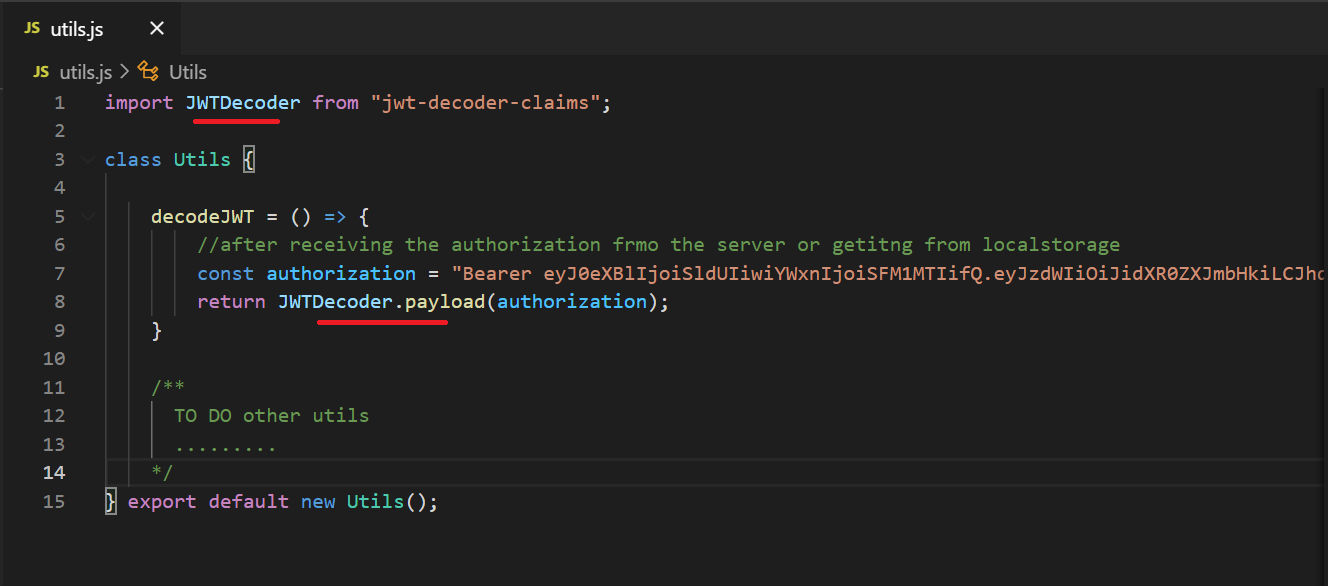 JS utils.js
JS utils.js > Utils
1 import JWTDecoder from "jwt-decoder-claims";
2
3 class Utils {
4
5 decodeJWT = () => {
6 //after receiving the authorization frmo the server or getitng from localstorage
7 const authorization = "Bearer eyJ0eXBlIjoiSldUIiwiYWxnIjoiSFM1MTIifQ.eyJzdWIiOiJidXR0ZXJmbHkiLCJhd
8 return JWTDecoder.payload(authorization);
9 }
10
11 /**
12 TO DO other utils
13 .........
14 */
15 } export default new Utils();